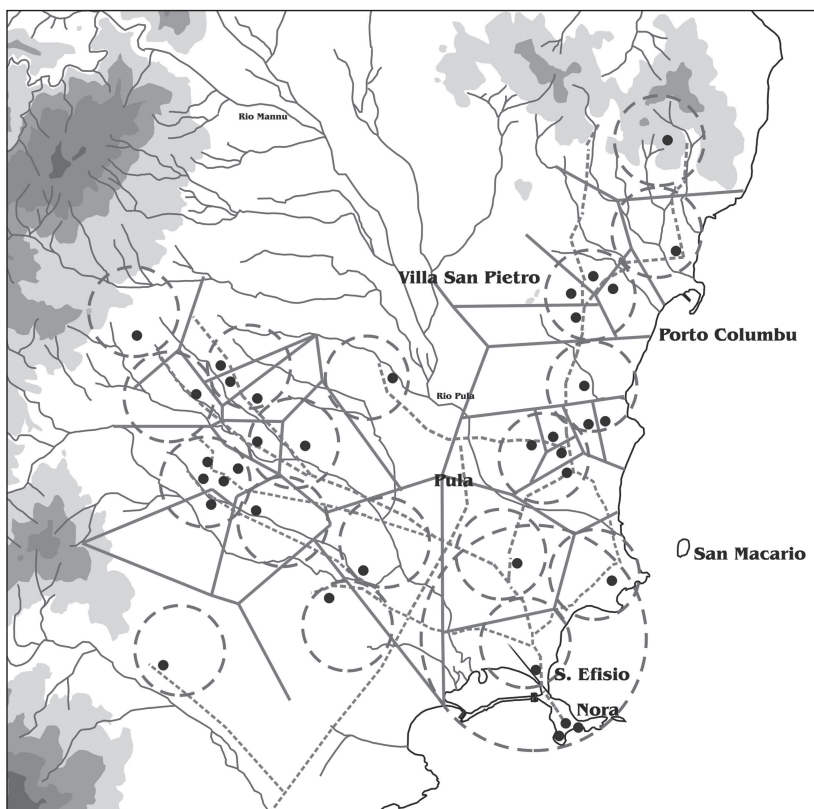 Rio Mannu
Villa San Pietro
Porto Columbu
Rio Pula
Pula
San Macario
S. Efisio
Nora